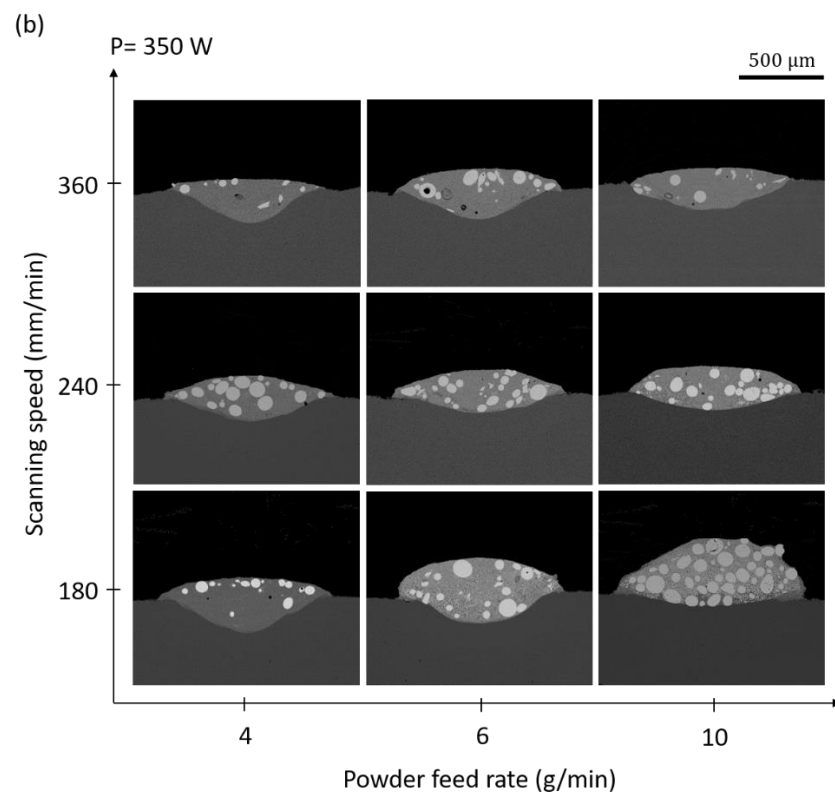 (b)
P= 350 W
500 μm
360
240
180
Scanning speed (mm/min)
4
6
10
Powder feed rate (g/min)